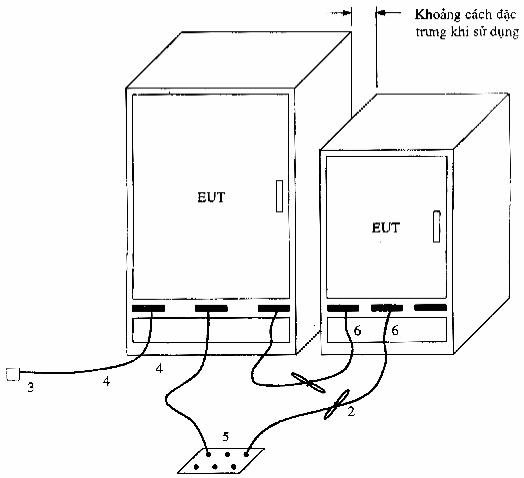 Khoảng cách đặc
trưng khi sử dụng
EUT
EUT
6
6
4
4
3
2
5